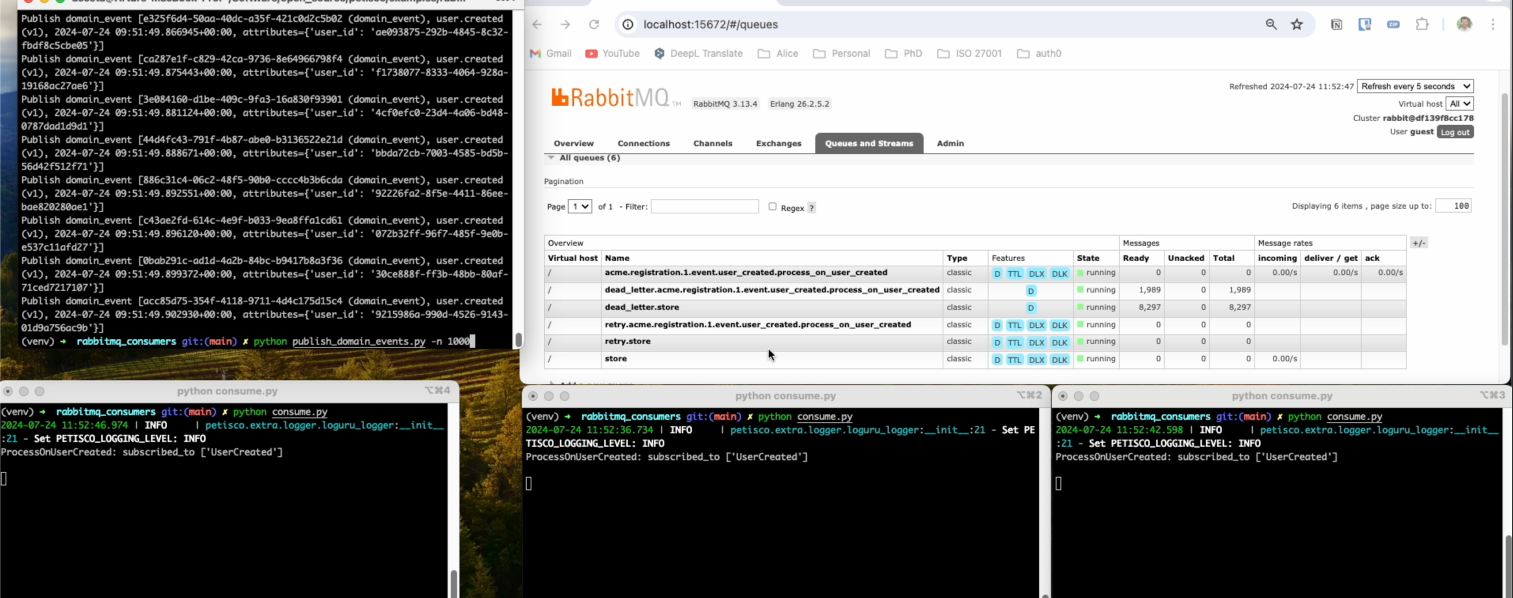 Publish domain_event [e325f6d4-50aa-40dc-a35f-421c0d2c5b02 (domain_event), user.created
(v1), 2024-07-24 09:51:49.866945+00:00, attributes={'user_id': 'ae093875-292b-4845-8c32-
fbdf8c5cbe05'}]
Publish domain_event [ca287e1f-c829-42ca-9736-8e64966798f4 (domain_event), user.created
(v1), 2024-07-24 09:51:49.875443+00:00, attributes={'user_id': 'f1738077-8333-4064-928a-
19168ac27ae6'}]
Publish domain_event [3e084160-d1be-409c-9fa3-16a830f93901 (domain_event), user.created
(v1), 2024-07-24 09:51:49.881124+00:00, attributes={'user_id': '4cf0efc0-23d4-4a06-bd48-
0787dad1d9d1'}]
Publish domain_event [44d4fc43-791f-4b87-abe0-b3136522e21d (domain_event), user.created
(v1), 2024-07-24 09:51:49.888671+00:00, attributes={'user_id': 'bbda72cb-7003-4585-bd5b-
56d42f512f71'}]
Publish domain_event [886c31c4-06c2-48f5-90b0-cccc4b3b6cda (domain_event), user.created
(v1), 2024-07-24 09:51:49.892551+00:00, attributes={'user_id': '92226fa2-8f5e-4411-86ee-
bae820280ae1'}]
Publish domain_event [c43ae2fd-614c-4e9f-b033-9ea8ffa1cd61 (domain_event), user.created
(v1), 2024-07-24 09:51:49.896120+00:00, attributes={'user_id': '072b32ff-96f7-485f-9e0b-
e537c11afd27'}]
Publish domain_event [0bab291c-ad1d-4a2b-84bc-b9417b8a3f36 (domain_event), user.created
(v1), 2024-07-24 09:51:49.899372+00:00, attributes={'user_id': '30ce888f-ff3b-48bb-80af-
71ced7217107'}]
Publish domain_event [acc85d75-354f-4118-9711-4d4c175d15c4 (domain_event), user.created
(v1), 2024-07-24 09:51:49.902930+00:00, attributes={'user_id': '9215986a-990d-4526-9143-
01d9a756ac9b'}]
(venv) ➜ rabbitmq_consumers git:(main) ✗ python publish_domain_events.py -n 1000
localhost:15672/#/queues
Gmail YouTube DeepL Translate Alice Personal PhD ISO 27001 auth0
RabbitMQ TM RabbitMQ 3.13.4 Erlang 26.2.5.2
Refreshed 2024-07-24 11:52:47 Refresh every 5 seconds
Virtual host All
Cluster rabbit@df139f8cc178
User guest Log out
Overview Connections Channels Exchanges Queues and Streams Admin
All queues (6)
Pagination
Page 1 of 1 - Filter: Regex ? Displaying 6 items , page size up to: 100
Overview Messages Message rates +/-
Virtual host Name Type Features State Ready Unacked Total incoming deliver / get ack
/ acme.registration.1.event.user_created.process_on_user_created classic D TTL DLX DLK running 0 0 0 0.00/s 0.00/s 0.00/s
/ dead_letter.acme.registration.1.event.user_created.process_on_user_created classic D running 1,989 0 1,989
/ dead_letter.store classic D running 8,297 0 8,297
/ retry.acme.registration.1.event.user_created.process_on_user_created classic D TTL DLX DLK running 0 0 0
/ retry.store classic D TTL DLX DLK running 0 0 0
/ store classic D TTL DLX DLK running 0 0 0 0.00/s
python consume.py ⌥⌘4
(venv) ➜ rabbitmq_consumers git:(main) ✗ python consume.py
2024-07-24 11:52:46.974 | INFO | petisco.extra.logger.loguru_logger:__init__
:21 - Set PETISCO_LOGGING_LEVEL: INFO
ProcessOnUserCreated: subscribed_to ['UserCreated']
python consume.py ⌥⌘2
(venv) ➜ rabbitmq_consumers git:(main) ✗ python consume.py
2024-07-24 11:52:36.734 | INFO | petisco.extra.logger.loguru_logger:__init__:21 - Set PE
TISCO_LOGGING_LEVEL: INFO
ProcessOnUserCreated: subscribed_to ['UserCreated']
python consume.py ⌥⌘3
(venv) ➜ rabbitmq_consumers git:(main) ✗ python consume.py
2024-07-24 11:52:42.598 | INFO | petisco.extra.logger.loguru_logger:__init__
:21 - Set PETISCO_LOGGING_LEVEL: INFO
ProcessOnUserCreated: subscribed_to ['UserCreated']